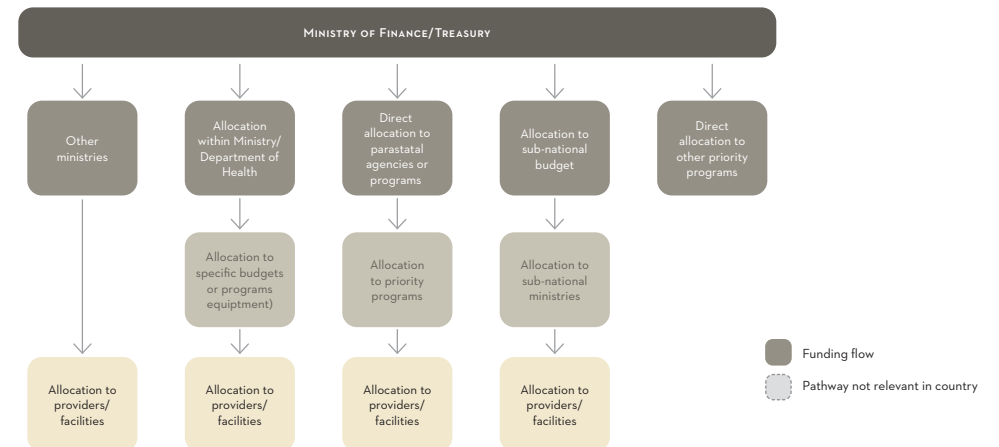 Ministry of Finance/Treasury
Other
ministries
Allocation
within Ministry/
Department of
Health
Direct
allocation to
parastatal
agencies or
programs
Allocation to
sub-national
budget
Direct
allocation to
other priority
programs
Allocation to
specific budgets
or programs
equiptment)
Allocation
to priority
programs
Allocation to
sub-national
ministries
Allocation to
providers/
facilities
Allocation to
providers/
facilities
Allocation to
providers/
facilities
Allocation to
providers/
facilities
Funding flow
Pathway not relevant in country